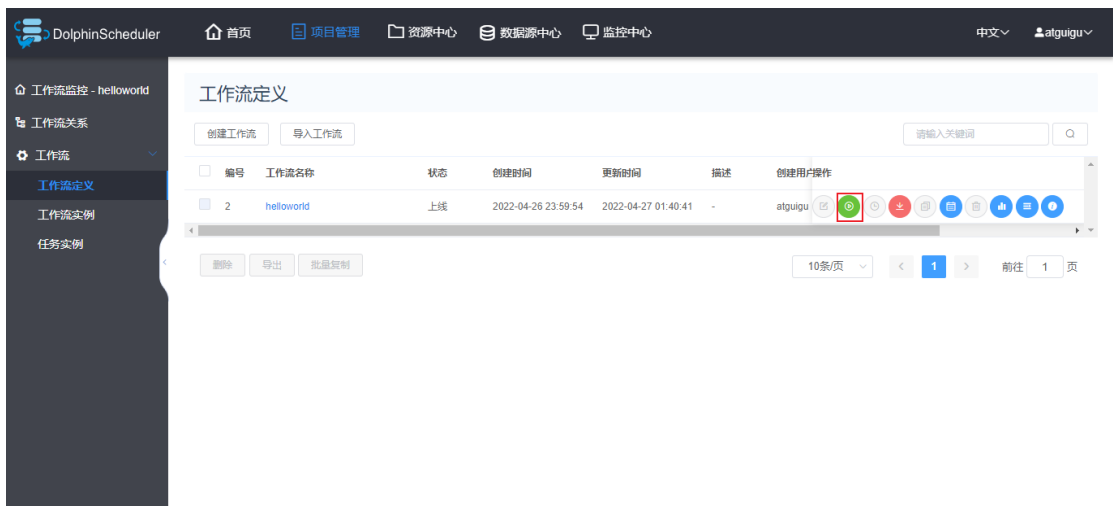 DolphinScheduler 首页 项目管理 资源中心 数据源中心 监控中心 中文 atguigu
工作流监控 - helloworld
工作流关系
工作流
工作流定义
工作流实例
任务实例
工作流定义
创建工作流 导入工作流 请输入关键词
编号 工作流名称 状态 创建时间 更新时间 描述 创建用户 操作
2 helloworld 上线 2022-04-26 23:59:54 2022-04-27 01:40:41 - atguigu
删除 导出 批量复制 10条/页 1 前往 1 页